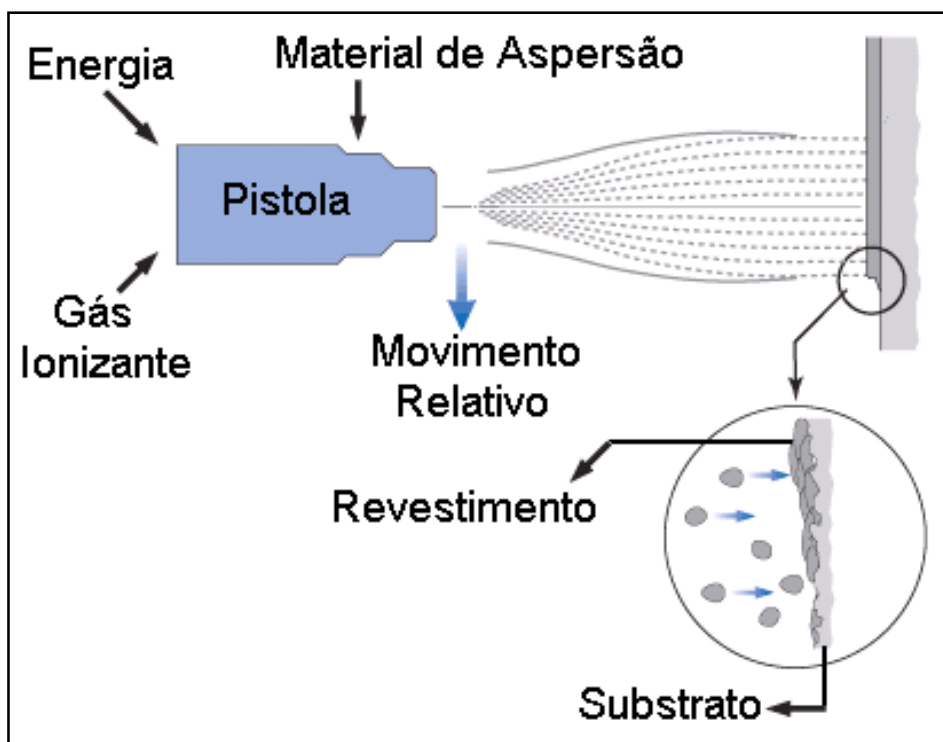 Material de Aspersão
Energia
Pistola
Gás
Ionizante
Movimento
Relativo
Revestimento
Substrato